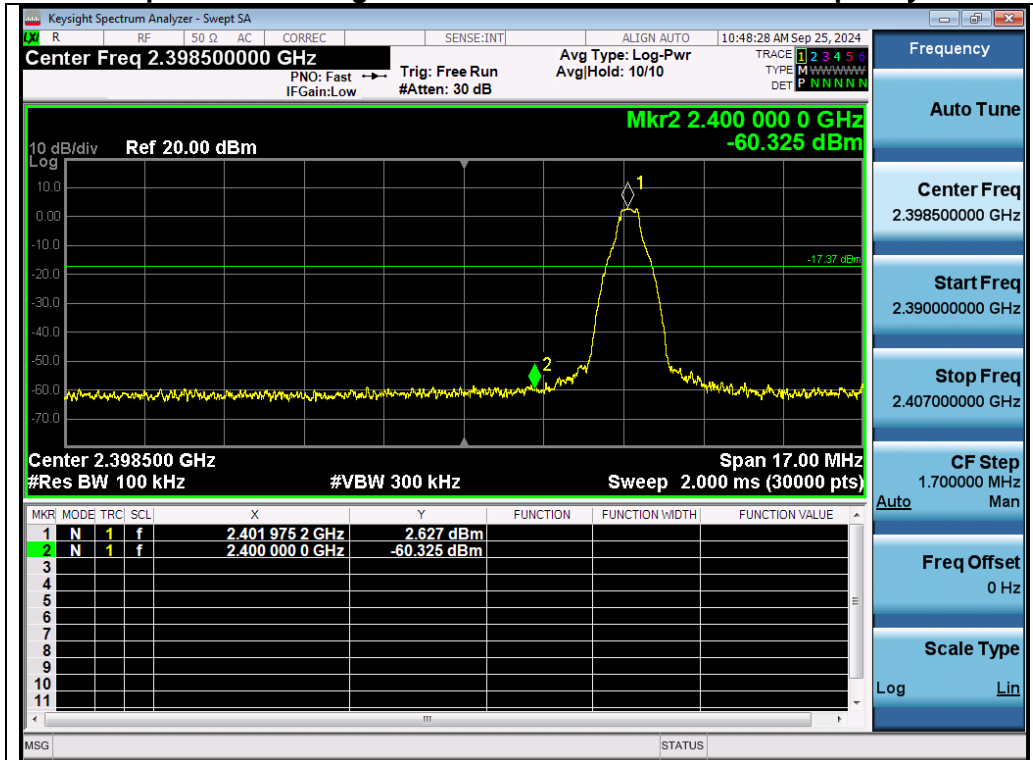 Keysight Spectrum Analyzer - Swept SA
LXI R RF 50 Ω AC CORREC SENSE:INT ALIGN AUTO 10:48:28 AM Sep 25, 2024
Center Freq 2.398500000 GHz
PNO: Fast
IFGain:Low
Trig: Free Run
#Atten: 30 dB
Avg Type: Log-Pwr
Avg|Hold: 10/10
TRACE 1 2 3 4 5 6
TYPE M WWWWW
DET P N N N N N
Frequency
Auto Tune
Center Freq
2.398500000 GHz
Start Freq
2.390000000 GHz
Stop Freq
2.407000000 GHz
CF Step
1.700000 MHz
Auto Man
Freq Offset
0 Hz
Scale Type
Log Lin
Mkr2 2.400 000 0 GHz
-60.325 dBm
10 dB/div Ref 20.00 dBm
Log
1
10.0
0.00
-10.0
-17.37 dBm
-20.0
-30.0
-40.0
-50.0
2
-60.0
-70.0
Center 2.398500 GHz Span 17.00 MHz
#Res BW 100 kHz #VBW 300 kHz Sweep 2.000 ms (30000 pts)
MKR MODE TRC SCL X Y FUNCTION FUNCTION WIDTH FUNCTION VALUE
1 N 1 f 2.401 975 2 GHz 2.627 dBm
2 N 1 f 2.400 000 0 GHz -60.325 dBm
3
4
5
6
7
8
9
10
11
MSG STATUS